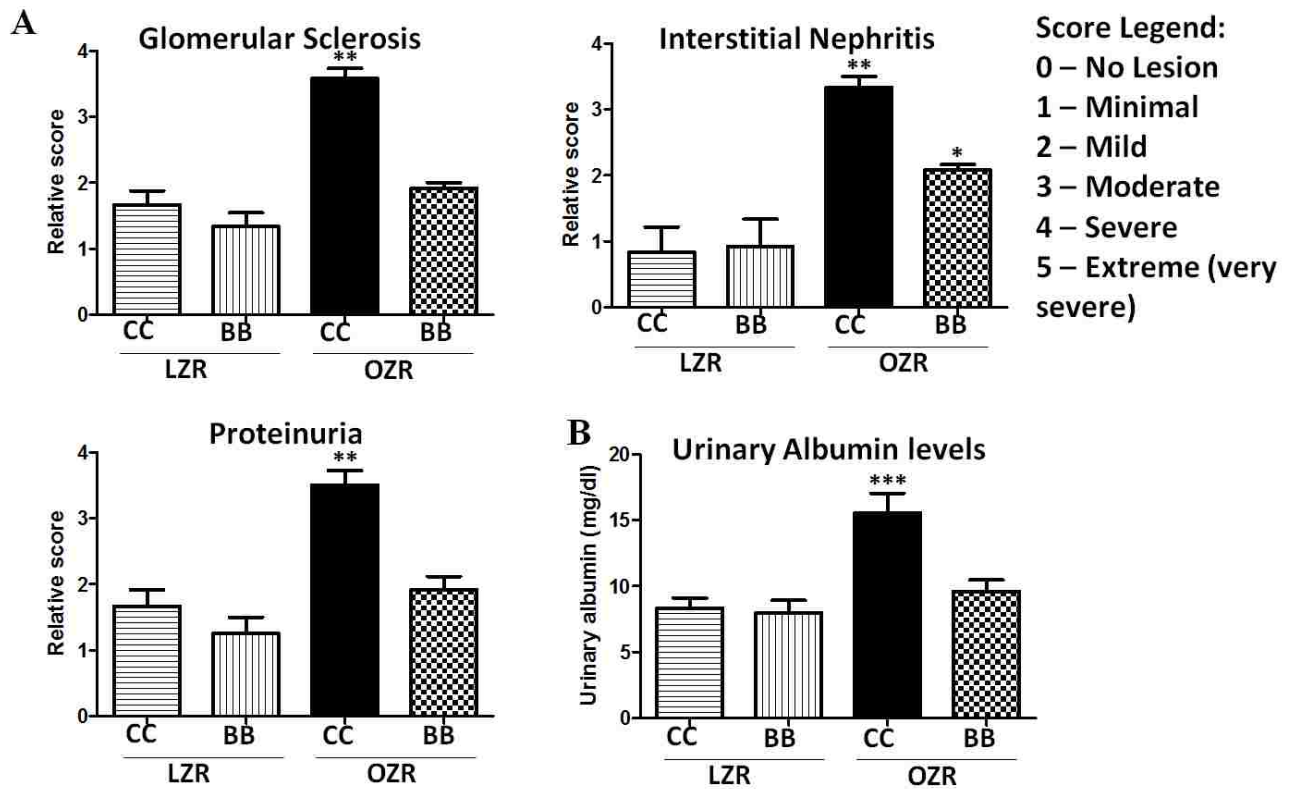 A
Glomerular Sclerosis
**
4
3
2
1
0
Relative score
CC BB CC BB
LZR OZR
Interstitial Nephritis
**
*
4
3
2
1
0
Relative score
CC BB CC BB
LZR OZR
Score Legend:
0 – No Lesion
1 – Minimal
2 – Mild
3 – Moderate
4 – Severe
5 – Extreme (very
severe)
Proteinuria
**
4
3
2
1
0
Relative score
CC BB CC BB
LZR OZR
B
Urinary Albumin levels
***
20
15
10
5
0
Urinary albumin (mg/dl)
CC BB CC BB
LZR OZR